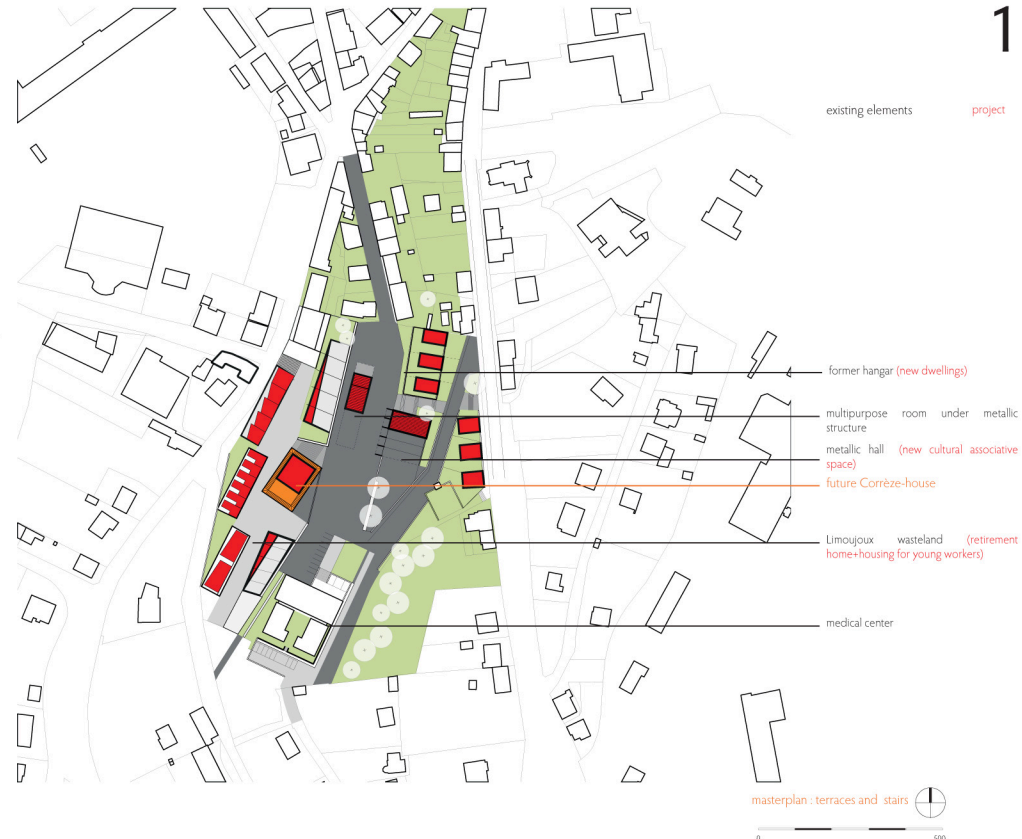 1
existing elements project
former hangar (new dwellings)
multipurpose room under metallic
structure
metallic hall (new cultural associative
space)
future Corrèze-house
Limoujoux wasteland (retirement
home+housing for young workers)
medical center
masterplan : terraces and stairs
0 500